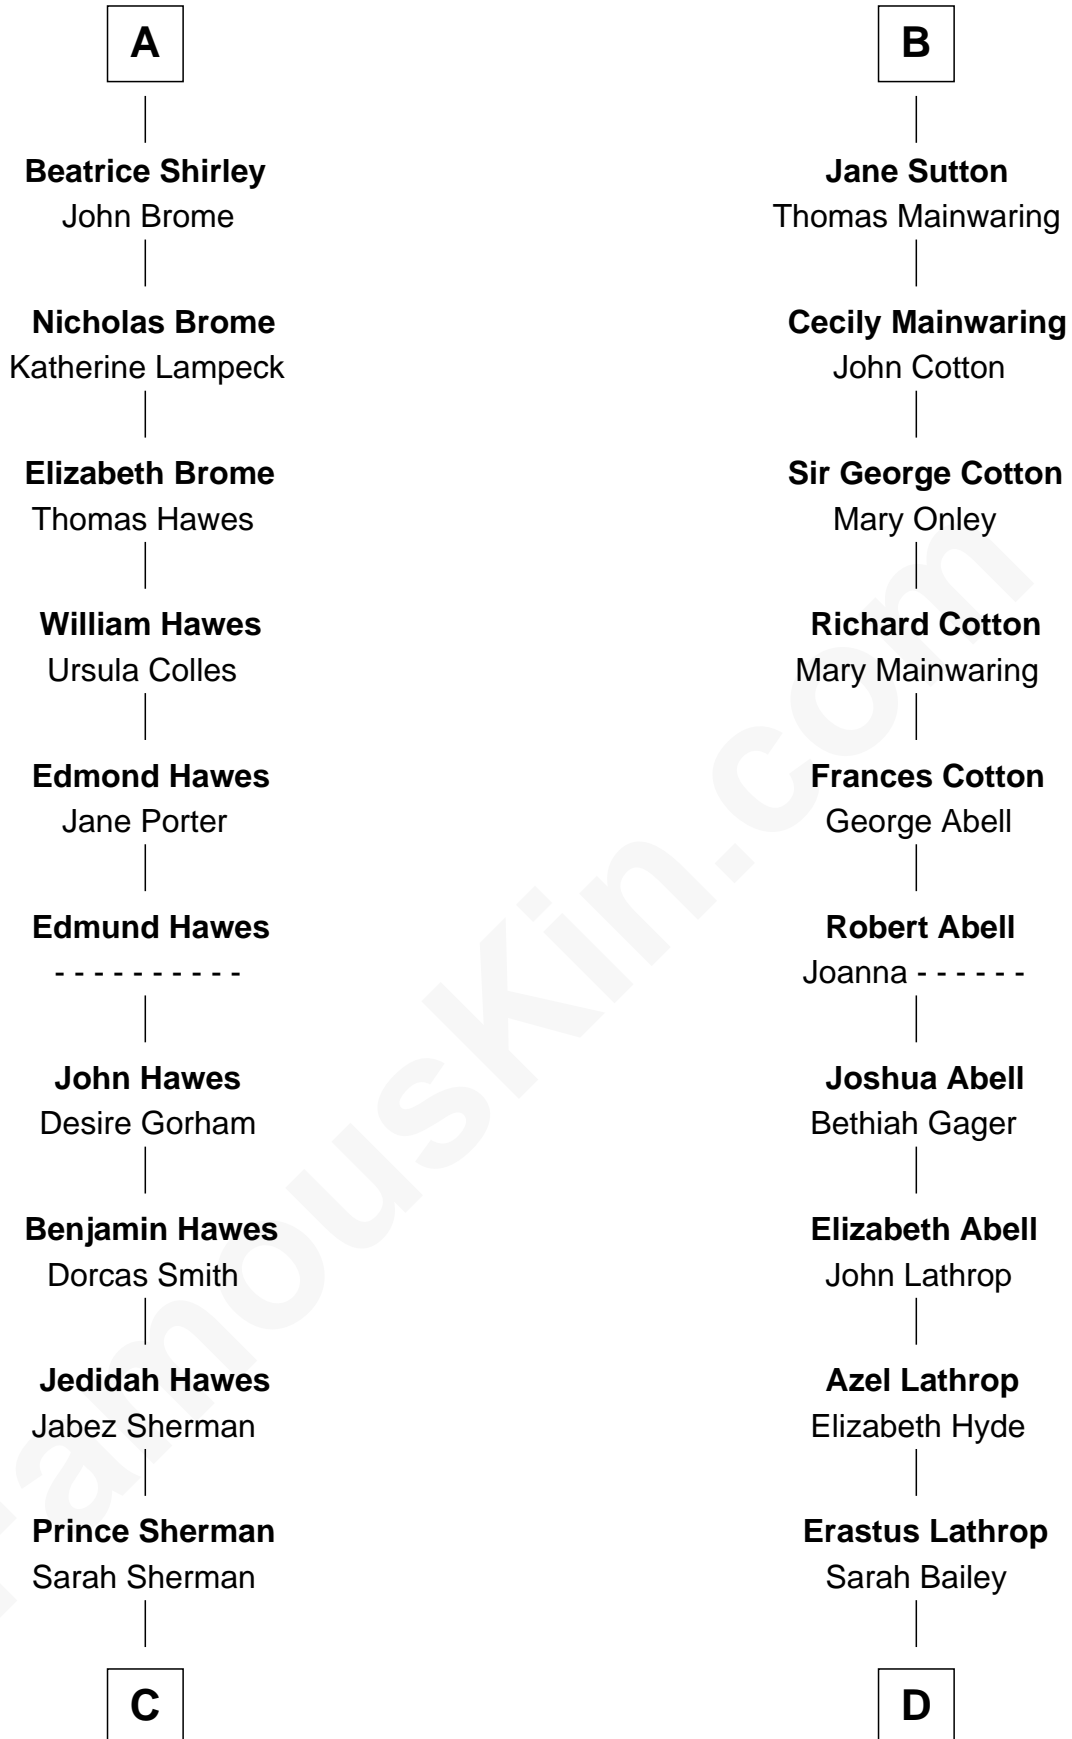 A
Beatrice Shirley
John Brome
Nicholas Brome
Katherine Lampeck
Elizabeth Brome
Thomas Hawes
William Hawes
Ursula Colles
Edmond Hawes
Jane Porter
Edmund Hawes
- - - - - - - - - -
John Hawes
Desire Gorham
Benjamin Hawes
Dorcas Smith
Jedidah Hawes
Jabez Sherman
Prince Sherman
Sarah Sherman
C
B
Jane Sutton
Thomas Mainwaring
Cecily Mainwaring
John Cotton
Sir George Cotton
Mary Onley
Richard Cotton
Mary Mainwaring
Frances Cotton
George Abell
Robert Abell
Joanna - - - - - -
Joshua Abell
Bethiah Gager
Elizabeth Abell
John Lathrop
Azel Lathrop
Elizabeth Hyde
Erastus Lathrop
Sarah Bailey
D
FamousKin.com